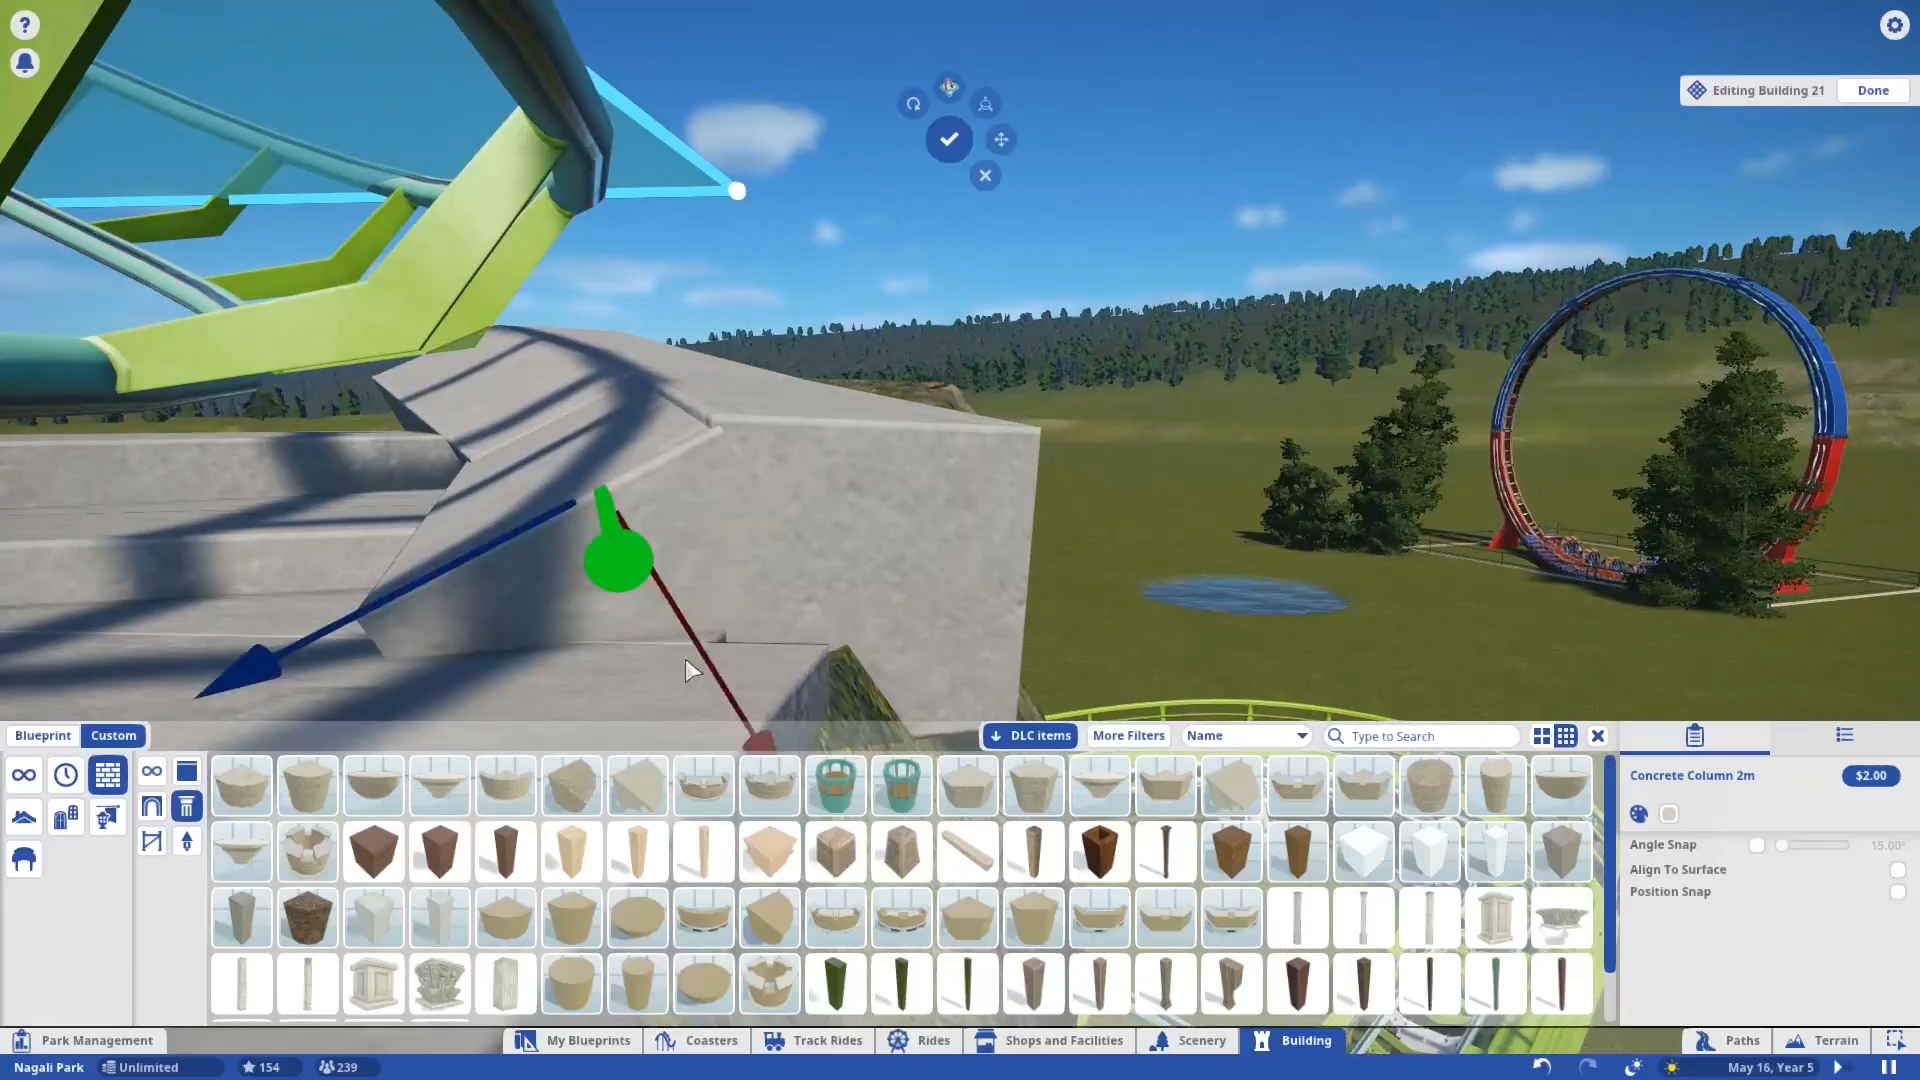 ?
Editing Building 21
Done
Blueprint
Custom
DLC items
More Filters
Name
Type to Search
Concrete Column 2m
$2.00
Angle Snap
15.00°
Align To Surface
Position Snap
Park Management
My Blueprints
Coasters
Track Rides
Rides
Shops and Facilities
Scenery
Building
Paths
Terrain
Nagali Park
Unlimited
154
239
May 16, Year 5